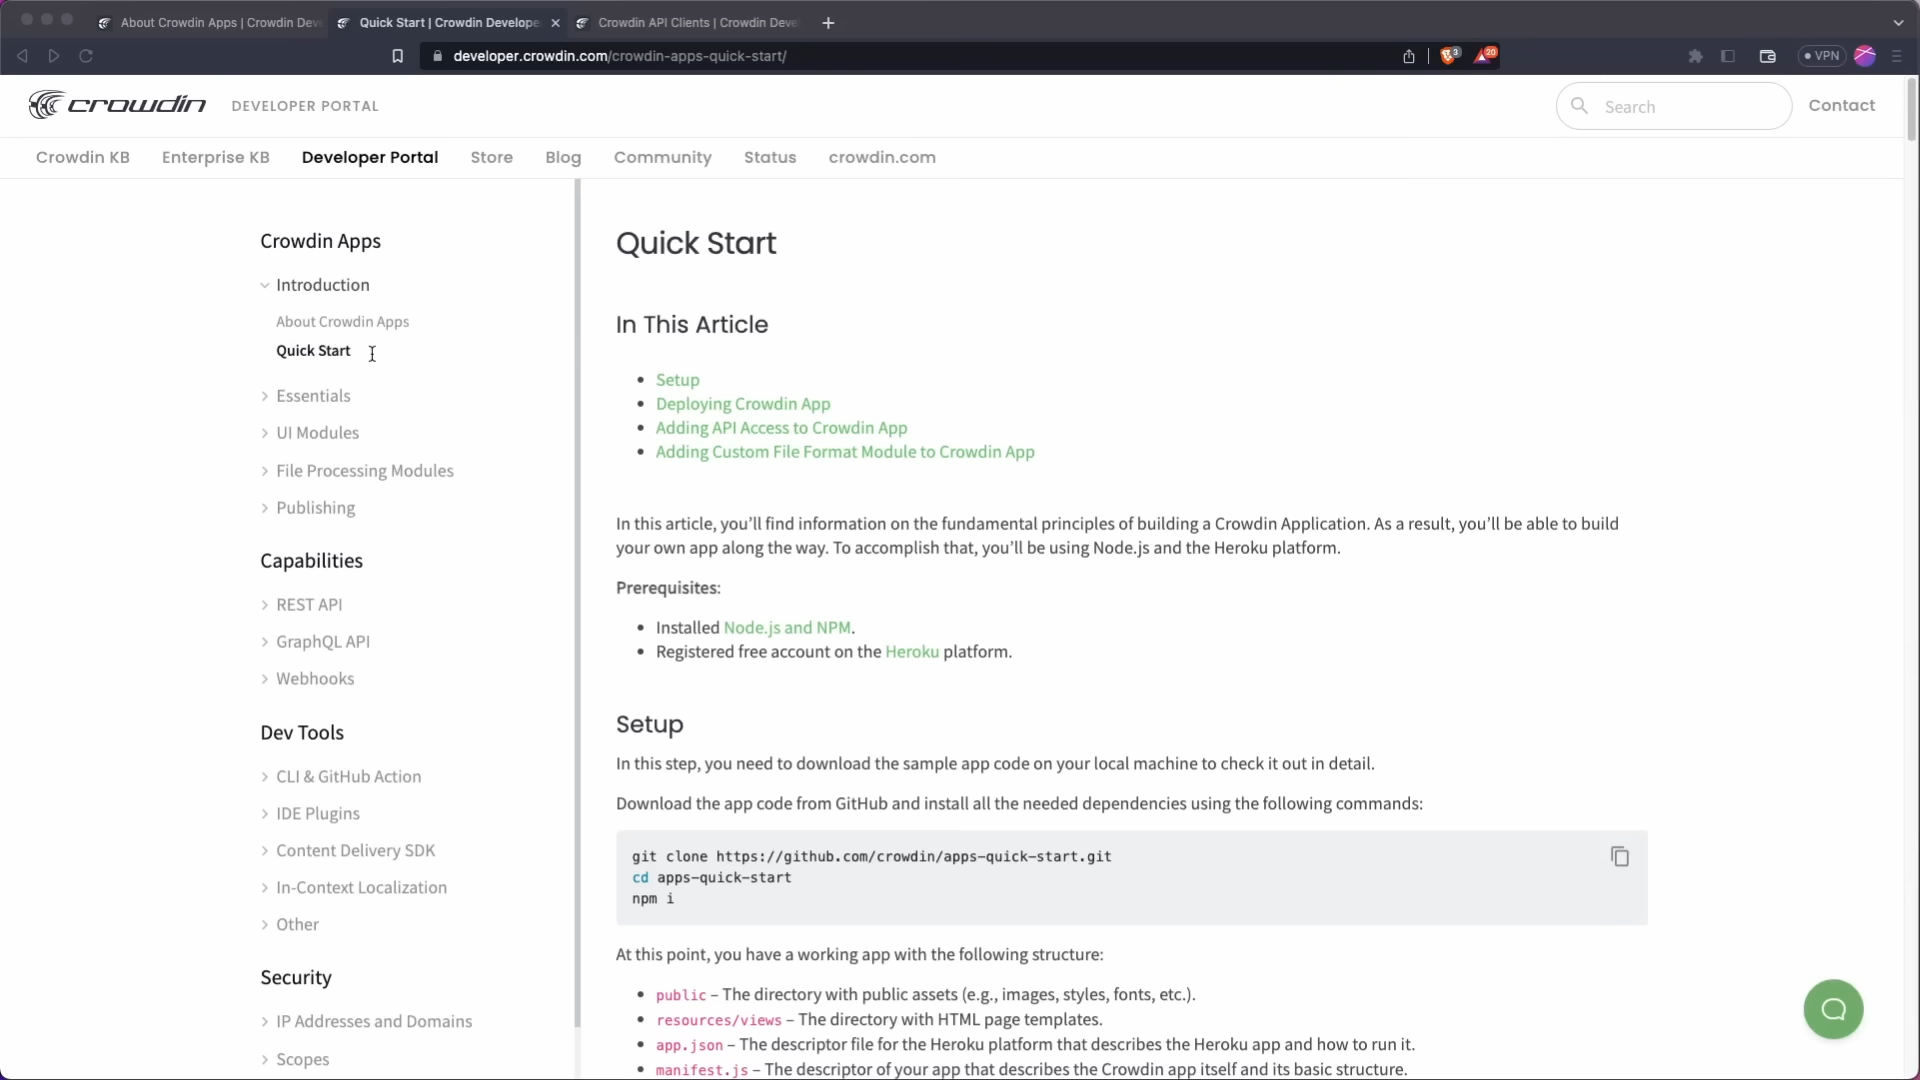 About Crowdin Apps | Crowdin Dev
Quick Start | Crowdin Develope
Crowdin API Clients | Crowdin Deve
developer.crowdin.com/crowdin-apps-quick-start/
3
20
VPN
crowdin
DEVELOPER PORTAL
Search
Contact
Crowdin KB
Enterprise KB
Developer Portal
Store
Blog
Community
Status
crowdin.com
Crowdin Apps
Introduction
About Crowdin Apps
Quick Start
Essentials
UI Modules
File Processing Modules
Publishing
Capabilities
REST API
GraphQL API
Webhooks
Dev Tools
CLI & GitHub Action
IDE Plugins
Content Delivery SDK
In-Context Localization
Other
Security
IP Addresses and Domains
Scopes
Quick Start
In This Article
Setup
Deploying Crowdin App
Adding API Access to Crowdin App
Adding Custom File Format Module to Crowdin App
In this article, you’ll find information on the fundamental principles of building a Crowdin Application. As a result, you’ll be able to build
your own app along the way. To accomplish that, you’ll be using Node.js and the Heroku platform.
Prerequisites:
Installed Node.js and NPM.
Registered free account on the Heroku platform.
Setup
In this step, you need to download the sample app code on your local machine to check it out in detail.
Download the app code from GitHub and install all the needed dependencies using the following commands:
git clone https://github.com/crowdin/apps-quick-start.git
cd apps-quick-start
npm i
At this point, you have a working app with the following structure:
public – The directory with public assets (e.g., images, styles, fonts, etc.).
resources/views – The directory with HTML page templates.
app.json – The descriptor file for the Heroku platform that describes the Heroku app and how to run it.
manifest.js – The descriptor of your app that describes the Crowdin app itself and its basic structure.